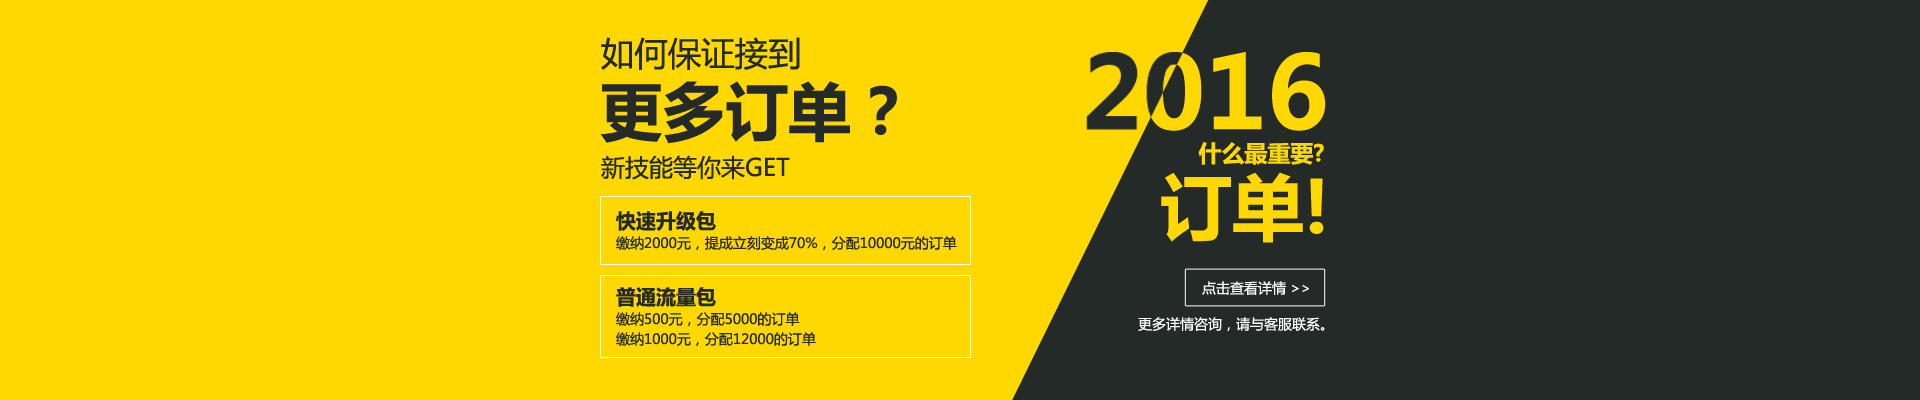 如何保证接到
更多订单？
新技能等你来GET
快速升级包
缴纳2000元，提成立刻变成70%，分配10000元的订单
普通流量包
缴纳500元，分配5000的订单
缴纳1000元，分配12000的订单
2016
什么最重要?
订单!
点击查看详情 >>
更多详情咨询，请与客服联系。